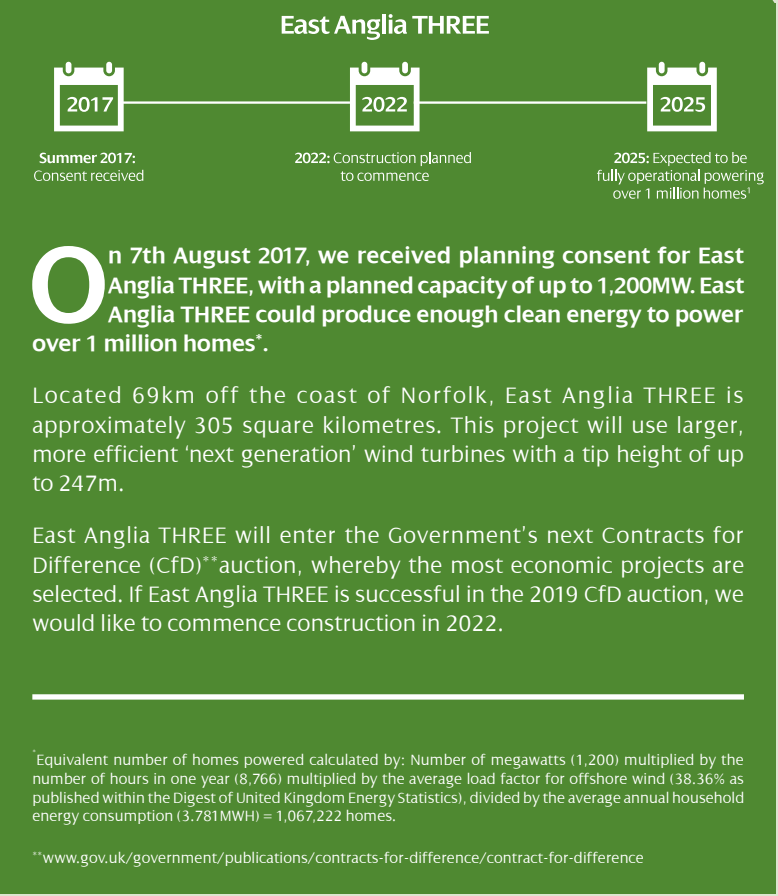 East Anglia THREE
2017
2022
2025
Summer 2017:
Consent received
2022: Construction planned
to commence
2025: Expected to be
fully operational powering
over 1 million homes¹
On 7th August 2017, we received planning consent for East
Anglia THREE, with a planned capacity of up to 1,200MW. East
Anglia THREE could produce enough clean energy to power
over 1 million homes*.
Located 69km off the coast of Norfolk, East Anglia THREE is
approximately 305 square kilometres. This project will use larger,
more efficient ‘next generation’ wind turbines with a tip height of up
to 247m.
East Anglia THREE will enter the Government’s next Contracts for
Difference (CfD)**auction, whereby the most economic projects are
selected. If East Anglia THREE is successful in the 2019 CfD auction, we
would like to commence construction in 2022.
*Equivalent number of homes powered calculated by: Number of megawatts (1,200) multiplied by the
number of hours in one year (8,766) multiplied by the average load factor for offshore wind (38.36% as
published within the Digest of United Kingdom Energy Statistics), divided by the average annual household
energy consumption (3.781MWH) = 1,067,222 homes.
**www.gov.uk/government/publications/contracts-for-difference/contract-for-difference